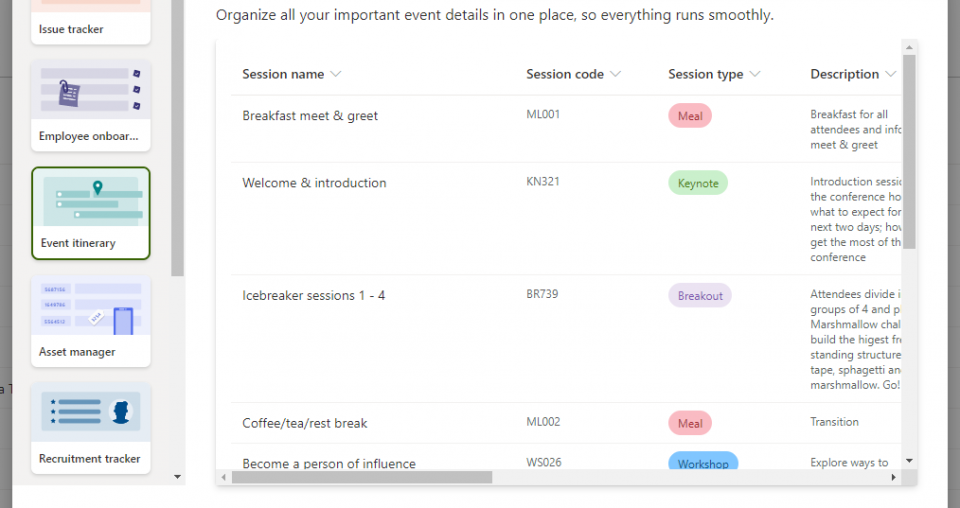 Issue tracker
Employee onboar...
Event itinerary
Asset manager
Recruitment tracker
Organize all your important event details in one place, so everything runs smoothly.
Session name Session code Session type Description
Breakfast meet & greet ML001 Meal Breakfast for all
attendees and info
meet & greet
Welcome & introduction KN321 Keynote Introduction sessi
the conference ho
what to expect for
next two days; how
get the most of th
conference
Icebreaker sessions 1 - 4 BR739 Breakout Attendees divide i
groups of 4 and p
Marshmallow chal
build the higest fre
standing structure
tape, sphagetti and
marshmallow. Go!
Coffee/tea/rest break ML002 Meal Transition
Become a person of influence WS026 Workshop Explore ways to